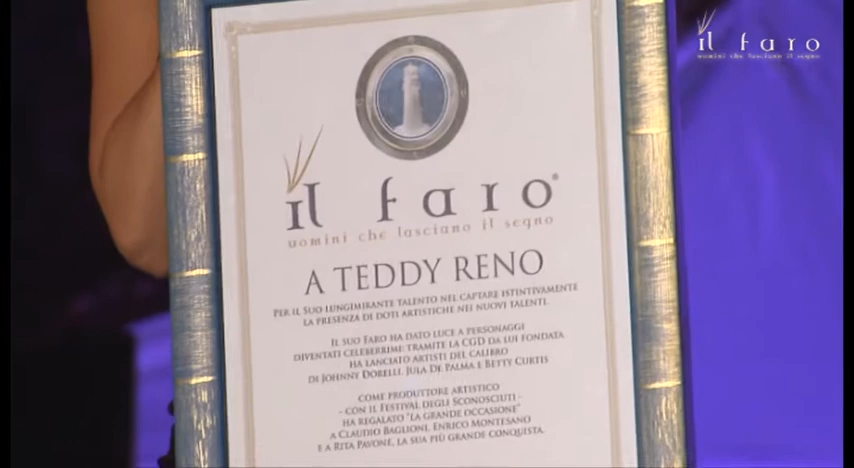 il faro
uomini che lasciano il segno
il faro®
uomini che lasciano il segno
A TEDDY RENO
PER IL SUO LUNGIMIRANTE TALENTO NEL CAPTARE ISTINTIVAMENTE
LA PRESENZA DI DOTI ARTISTICHE NEI NUOVI TALENTI.
IL SUO FARO HA DATO LUCE A PERSONAGGI
DIVENTATI CELEBERRIMI: TRAMITE LA CGD DA LUI FONDATA
HA LANCIATO ARTISTI DEL CALIBRO
DI JOHNNY DORELLI, JULA DE PALMA E BETTY CURTIS
COME PRODUTTORE ARTISTICO
- CON IL FESTIVAL DEGLI SCONOSCIUTI -
HA REGALATO "LA GRANDE OCCASIONE"
A CLAUDIO BAGLIONI, ENRICO MONTESANO
E A RITA PAVONE, LA SUA PIÙ GRANDE CONQUISTA.